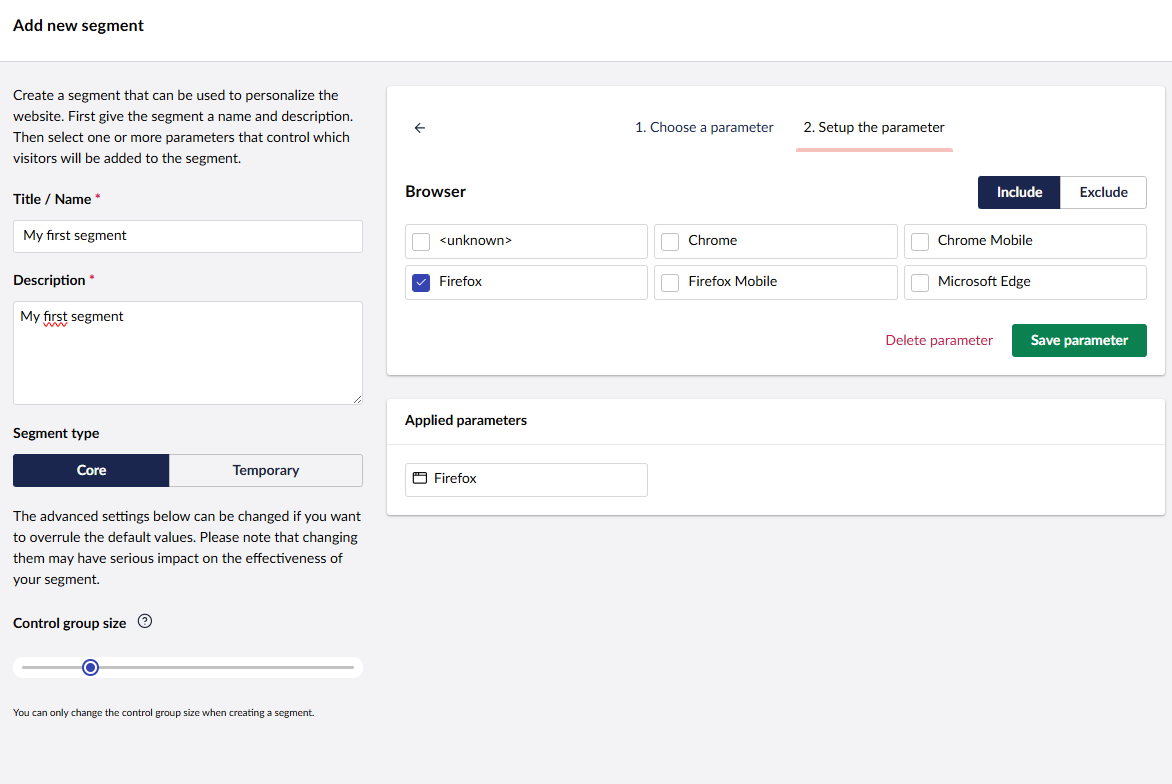 Add new segment
Create a segment that can be used to personalize the
website. First give the segment a name and description.
Then select one or more parameters that control which
visitors will be added to the segment.
Title / Name *
My first segment
Description *
My first segment
Segment type
Core
Temporary
The advanced settings below can be changed if you want
to overrule the default values. Please note that changing
them may have serious impact on the effectiveness of
your segment.
Control group size ?
You can only change the control group size when creating a segment.
1. Choose a parameter
2. Setup the parameter
Browser
Include
Exclude
<unknown>
Chrome
Chrome Mobile
Firefox
Firefox Mobile
Microsoft Edge
Delete parameter
Save parameter
Applied parameters
Firefox